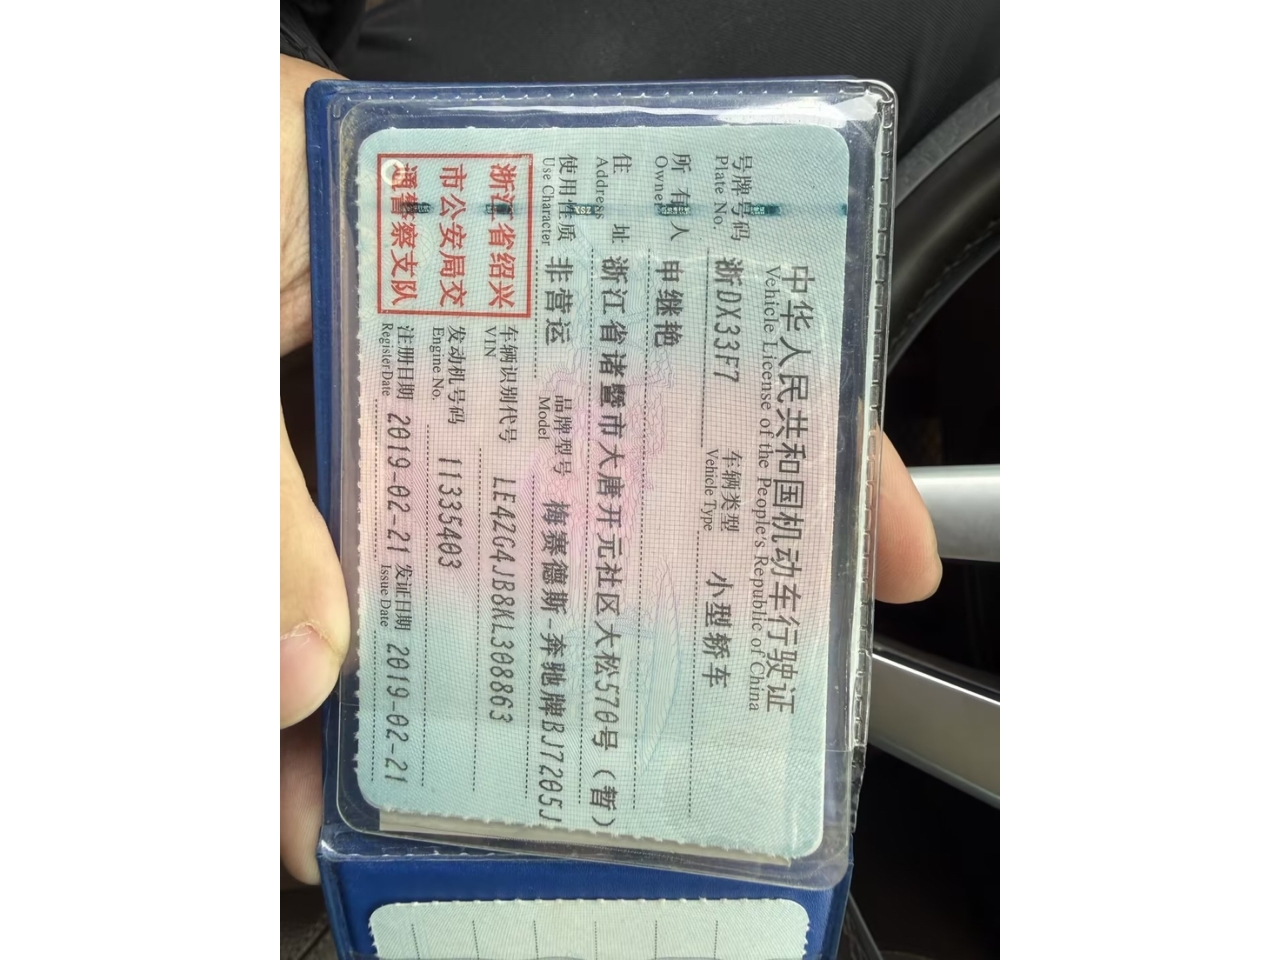 中华人民共和国机动车行驶证
Vehicle License of the People's Republic of China
号牌号码 浙DX33F7 车辆类型 小型轿车
Plate No. Vehicle Type
所有人 申继艳
Owner
住址 浙江省诸暨市大唐开元社区大松570号（暂）
Address
使用性质 非营运 品牌型号 梅赛德斯-奔驰牌BJ7205J
Use Character Model
浙江省绍兴
市公安局交
通警察支队
车辆识别代号 LE4ZG4JB8KL308863
VIN
发动机号码 11335403
Engine No.
注册日期 2019-02-21 发证日期 2019-02-21
Register Date Issue Date